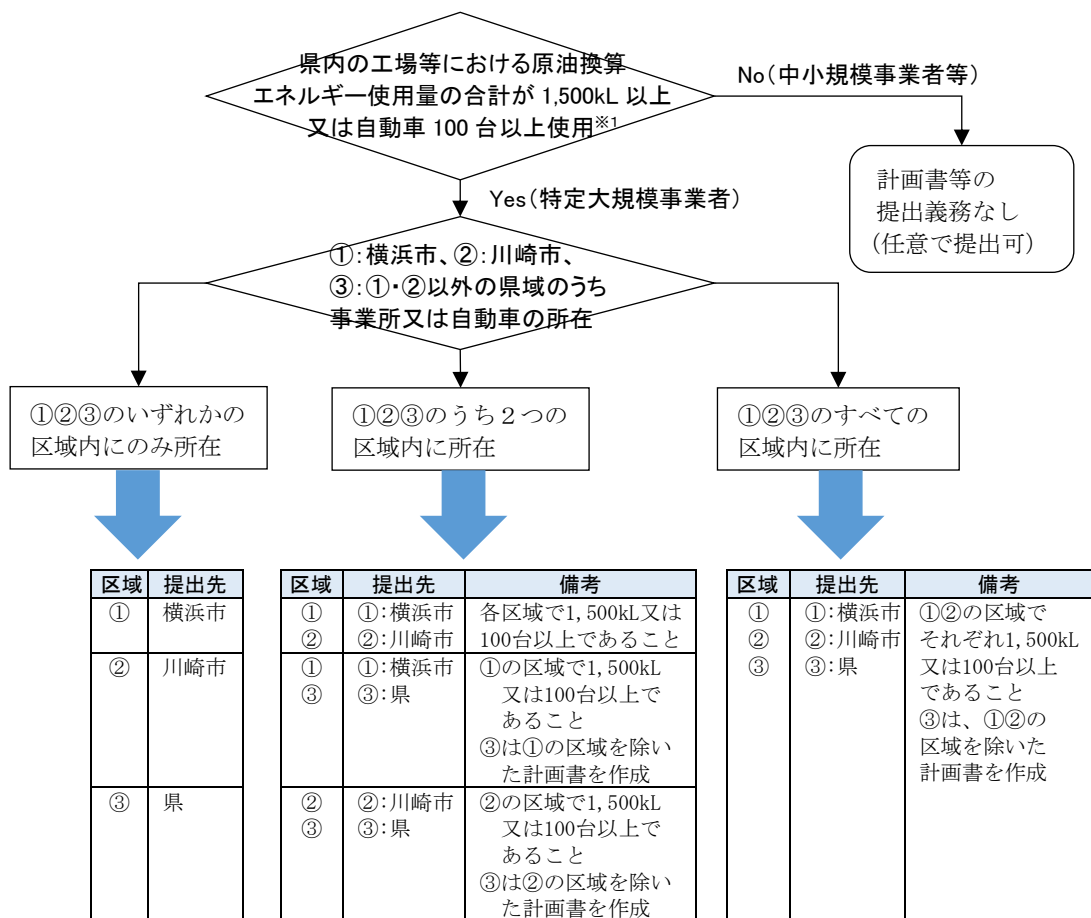 県内の工場等における原油換算
エネルギー使用量の合計が 1,500kL 以上
又は自動車 100 台以上使用※1
No(中小規模事業者等)
計画書等の
提出義務なし
(任意で提出可)
Yes(特定大規模事業者)
①:横浜市、②:川崎市、
③:①・②以外の県域のうち
事業所又は自動車の所在
①②③のいずれかの
区域内にのみ所在
①②③のうち２つの
区域内に所在
①②③のすべての
区域内に所在
区域 提出先
① 横浜市
② 川崎市
③ 県
区域 提出先 備考
① ①:横浜市 各区域で1,500kL又は
② ②:川崎市 100台以上であること
① ①:横浜市 ①の区域で1,500kL
③ ③:県 又は100台以上で
あること
③は①の区域を除い
た計画書を作成
② ②:川崎市 ②の区域で1,500kL
③ ③:県 又は100台以上で
あること
③は②の区域を除い
た計画書を作成
区域 提出先 備考
① ①:横浜市 ①②の区域で
② ②:川崎市 それぞれ1,500kL
③ ③:県 又は100台以上
であること
③は、①②の
区域を除いた
計画書を作成